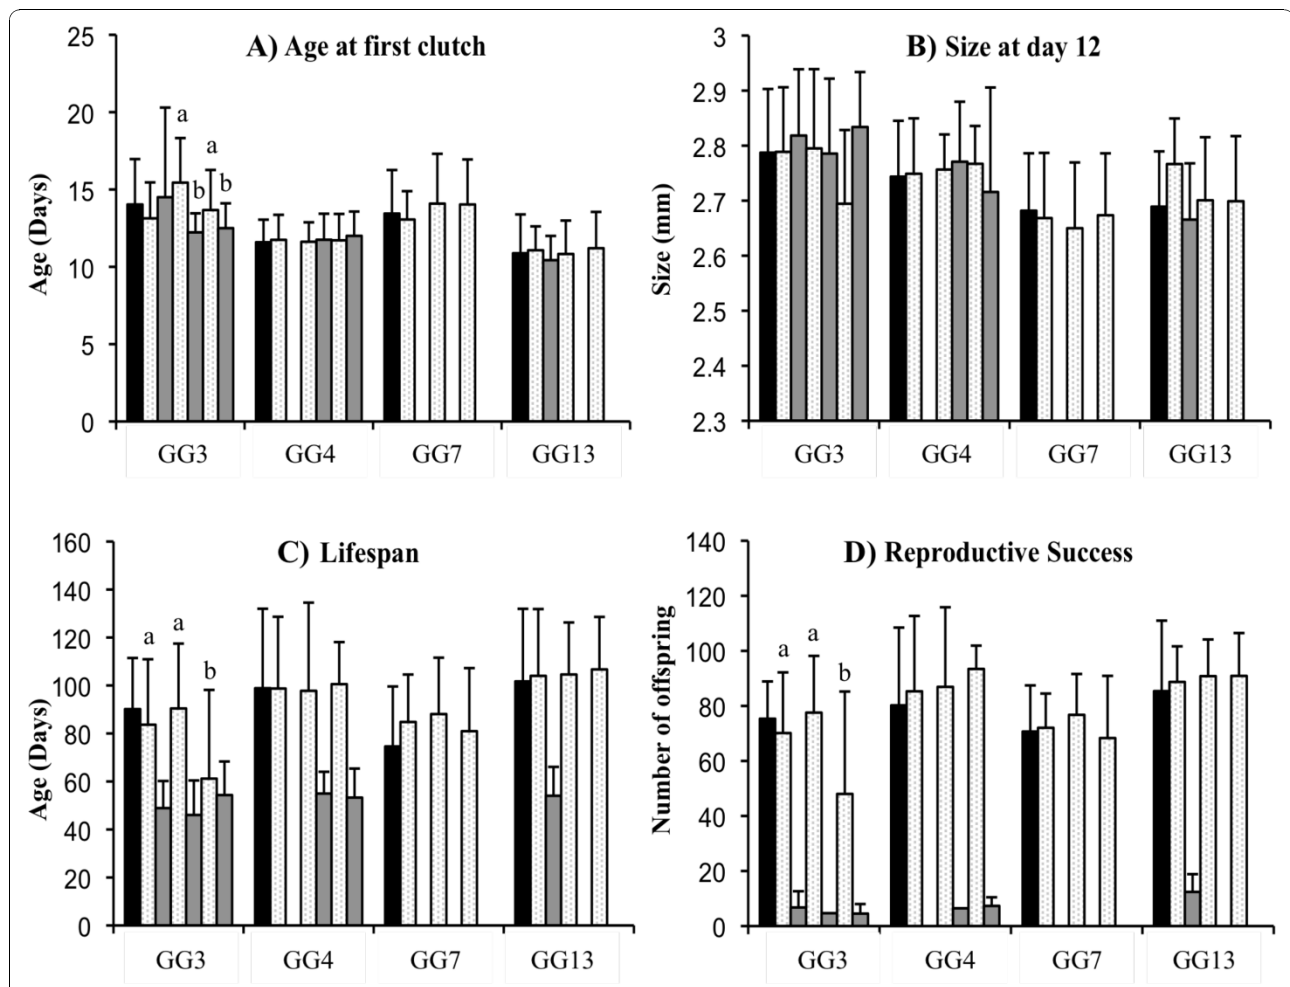 A) Age at first clutch
Age (Days)
25
20
15
10
5
0
a
a
b
b
GG3
GG4
GG7
GG13
B) Size at day 12
Size (mm)
3
2.9
2.8
2.7
2.6
2.5
2.4
2.3
GG3
GG4
GG7
GG13
C) Lifespan
Age (Days)
160
140
120
100
80
60
40
20
0
a
a
b
GG3
GG4
GG7
GG13
D) Reproductive Success
Number of offspring
140
120
100
80
60
40
20
0
a
a
b
GG3
GG4
GG7
GG13